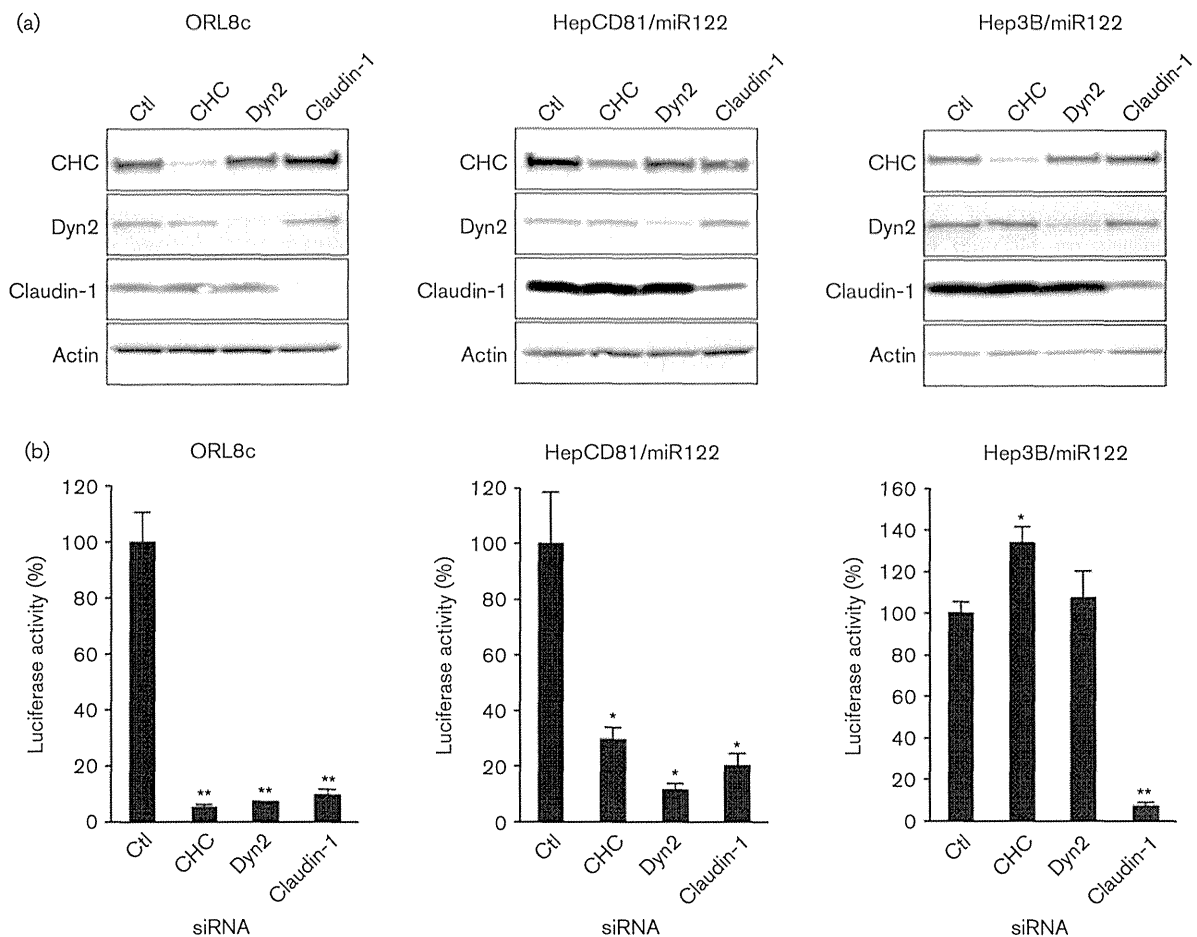 (a)
ORL8c
HepCD81/miR122
Hep3B/miR122
Ctl
CHC
Dyn2
Claudin-1
Ctl
CHC
Dyn2
Claudin-1
Ctl
CHC
Dyn2
Claudin-1
CHC
Dyn2
Claudin-1
Actin
CHC
Dyn2
Claudin-1
Actin
CHC
Dyn2
Claudin-1
Actin
(b)
ORL8c
Luciferase activity (%)
120
100
80
60
40
20
0
**
**
**
Ctl
CHC
Dyn2
Claudin-1
siRNA
HepCD81/miR122
Luciferase activity (%)
120
100
80
60
40
20
0
*
*
*
Ctl
CHC
Dyn2
Claudin-1
Hep3B/miR122
Luciferase activity (%)
160
140
120
100
80
60
40
20
0
*
**
Ctl
CHC
Dyn2
Claudin-1
siRNA